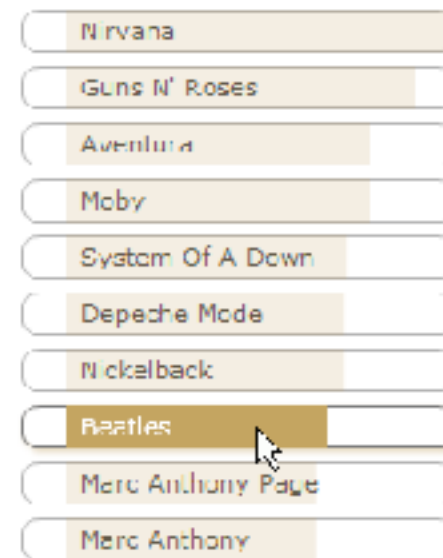 Nirvana
Guns N' Roses
Aventura
Moby
System Of A Down
Depeche Mode
Nickelback
Beatles
Marc Anthony Page
Marc Anthony